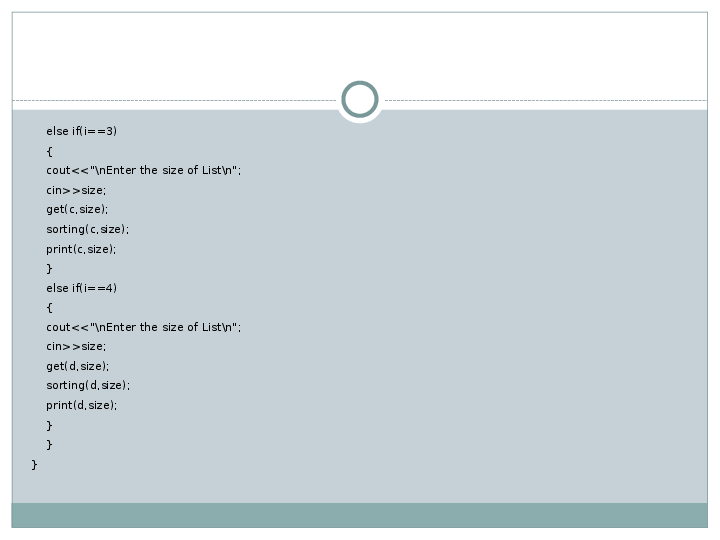 else if(i==3)
{
cout<<"\nEnter the size of List\n";
cin>>size;
get(c,size);
sorting(c,size);
print(c,size);
}
else if(i==4)
{
cout<<"\nEnter the size of List\n";
cin>>size;
get(d,size);
sorting(d,size);
print(d,size);
}
}
}